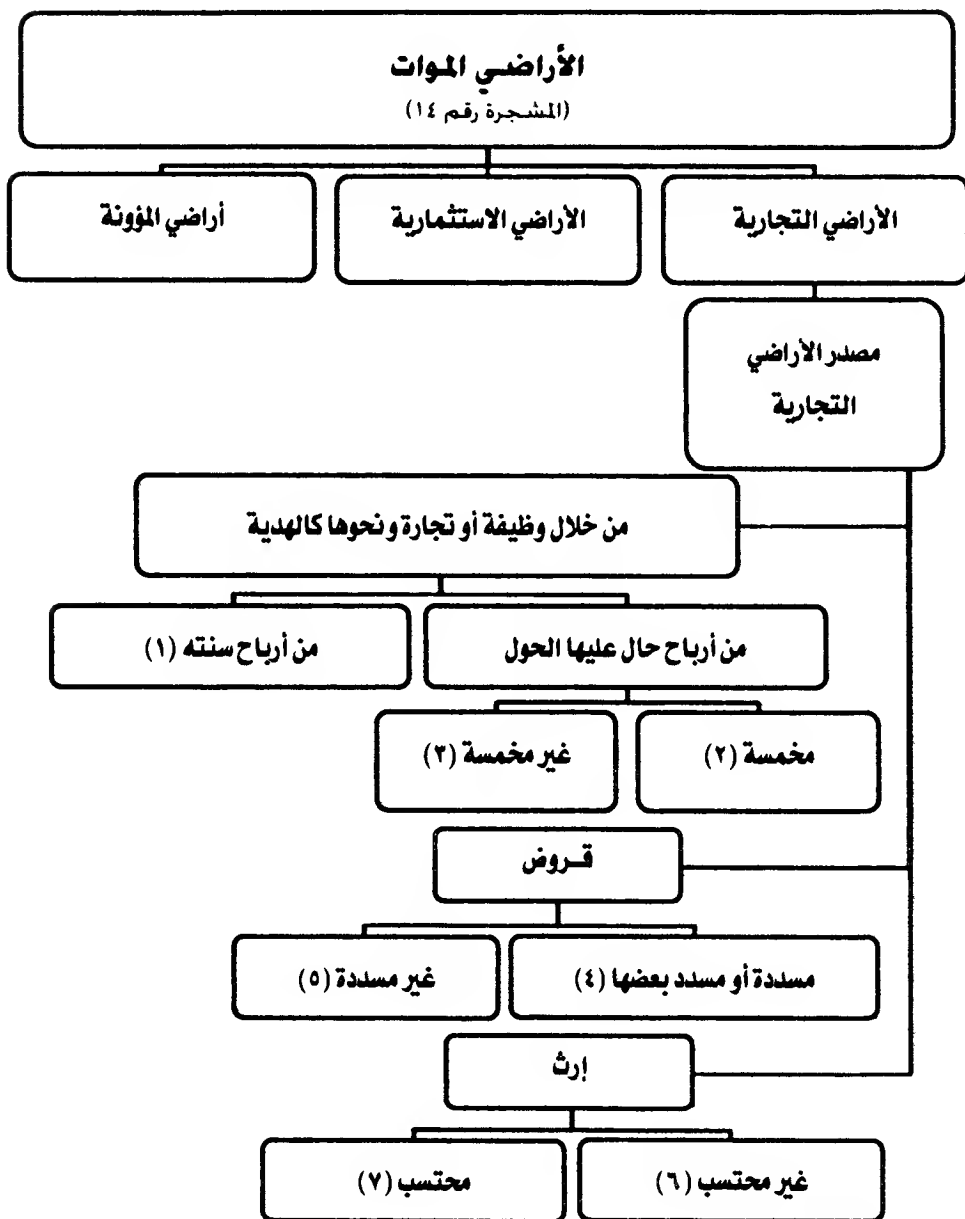 الأراضي الموات
(المشجرة رقم ١٤)
الأراضي التجارية
الأراضي الاستثمارية
أراضي المؤونة
مصدر الأراضي
التجارية
من خلال وظيفة أو تجارة ونحوها كالهدية
من أرباح حال عليها الحول
من أرباح سنته (١)
مخمسة (٢)
غير مخمسة (٣)
قروض
مسددة أو مسدد بعضها (٤)
غير مسددة (٥)
إرث
غير محتسب (٦)
محتسب (٧)